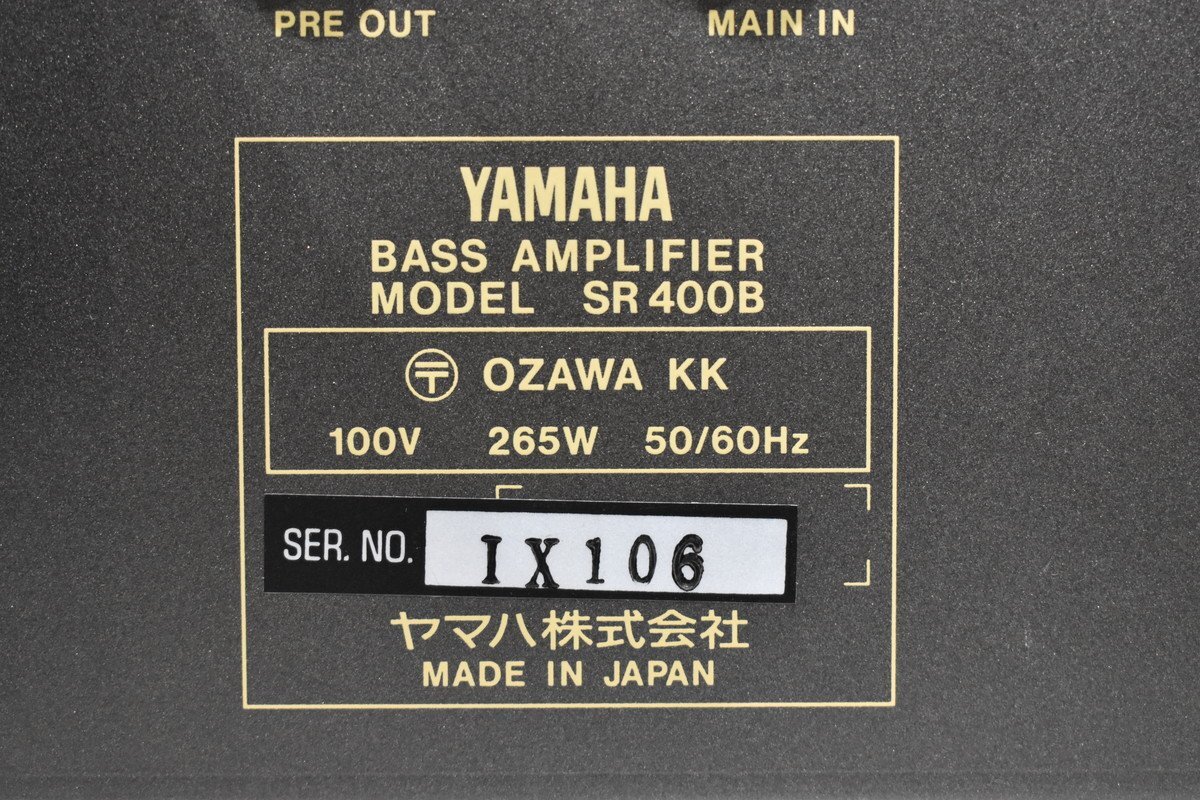 PRE OUT MAIN IN
YAMAHA
BASS AMPLIFIER
MODEL SR400B
〒 OZAWA KK
100V 265W 50/60Hz
SER. NO. IX106
ヤマハ株式会社
MADE IN JAPAN